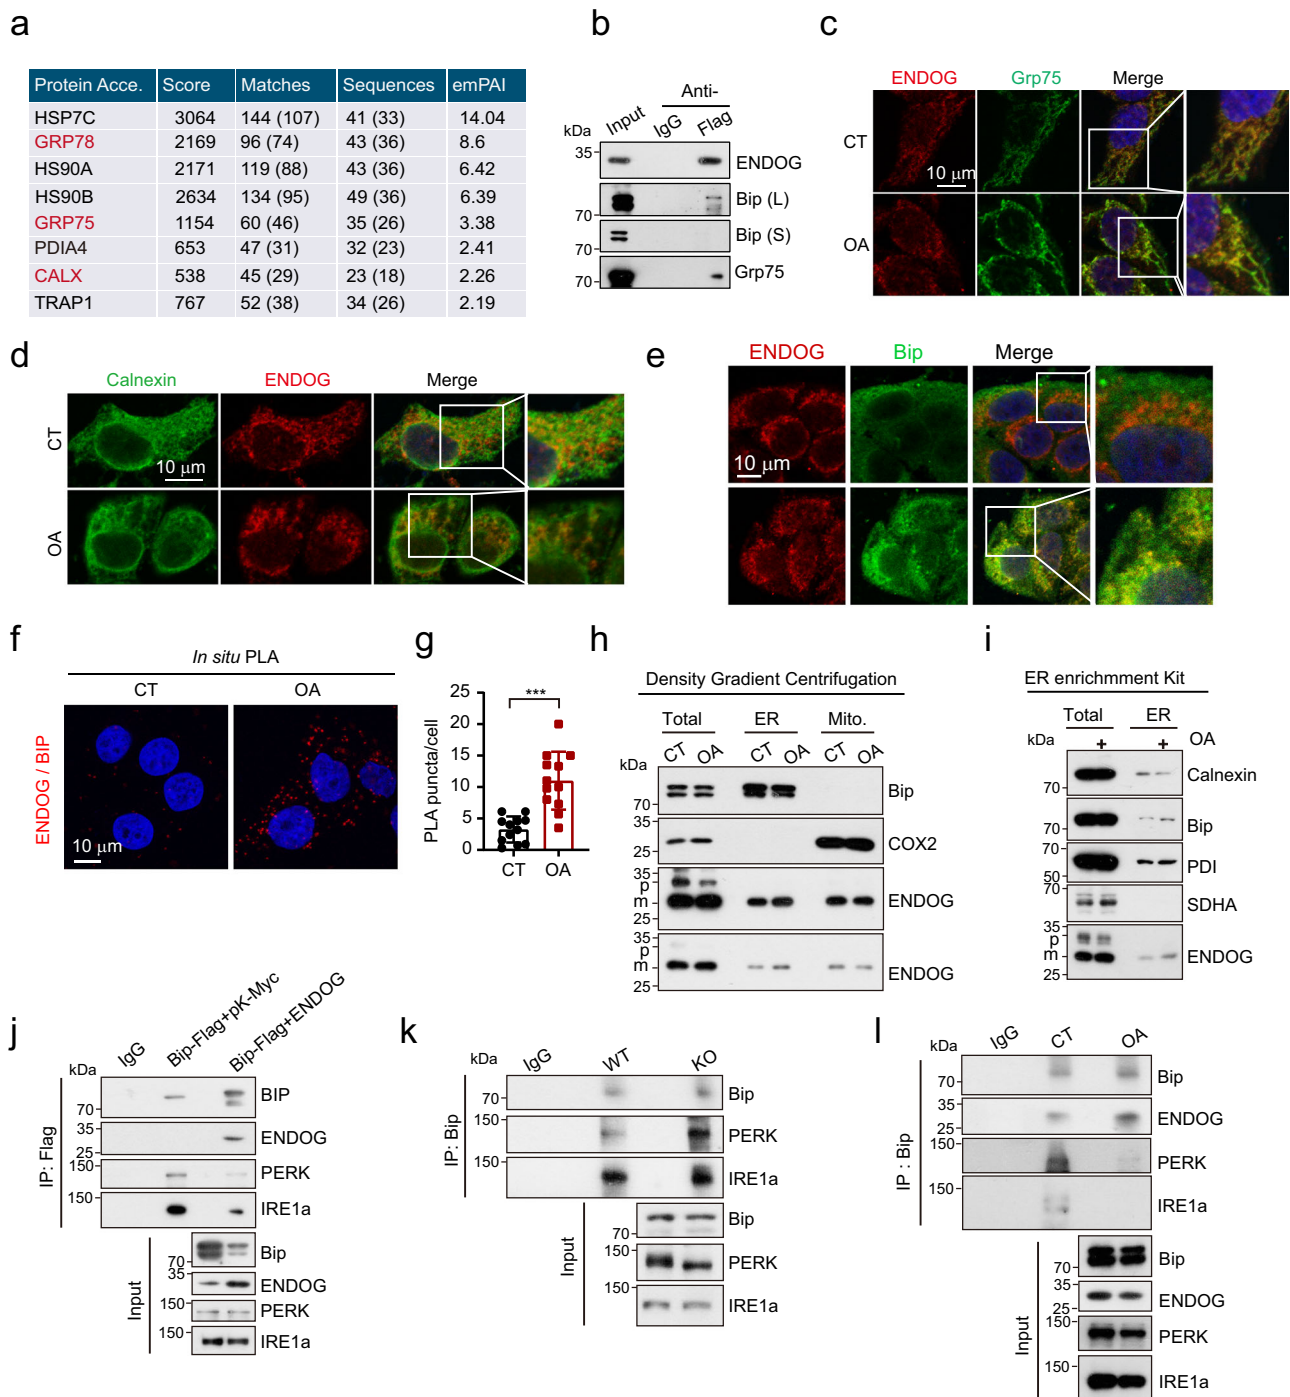 a
Protein Acce. Score Matches Sequences emPAI
HSP7C 3064 144 (107) 41 (33) 14.04
GRP78 2169 96 (74) 43 (36) 8.6
HS90A 2171 119 (88) 43 (36) 6.42
HS90B 2634 134 (95) 49 (36) 6.39
GRP75 1154 60 (46) 35 (26) 3.38
PDIA4 653 47 (31) 32 (23) 2.41
CALX 538 45 (29) 23 (18) 2.26
TRAP1 767 52 (38) 34 (26) 2.19
b
Anti-
kDa Input IgG Flag
35 ENDOG
70 Bip (L)
70 Bip (S)
70 Grp75
c
ENDOG Grp75 Merge
CT
10 μm
OA
d
Calnexin ENDOG Merge
CT
10 μm
OA
e
ENDOG Bip Merge
10 μm
f
In situ PLA
CT OA
ENDOG / BIP
10 μm
g
PLA puncta/cell
25
20
15
10
5
0
***
CT OA
h
Density Gradient Centrifugation
Total ER Mito.
kDa CT OA CT OA CT OA
70 Bip
35
25 COX2
35
p
m
25 ENDOG
35
p
m
25 ENDOG
i
ER enrichmment Kit
Total ER
kDa + + OA
70 Calnexin
70 Bip
50 PDI
70 SDHA
35
p
m
25 ENDOG
j
kDa IgG Bip-Flag+pK-Myc Bip-Flag+ENDOG
IP: Flag
70 BIP
35
25 ENDOG
150 PERK
150 IRE1a
Input
70 Bip
35 ENDOG
150 PERK
150 IRE1a
k
kDa IgG WT KO
IP: Bip
70 Bip
150 PERK
150 IRE1a
Input
70 Bip
150 PERK
150 IRE1a
l
kDa IgG CT OA
IP : Bip
70 Bip
35
25 ENDOG
150 PERK
150 IRE1a
Input
70 Bip
35
25 ENDOG
150 PERK
150 IRE1a